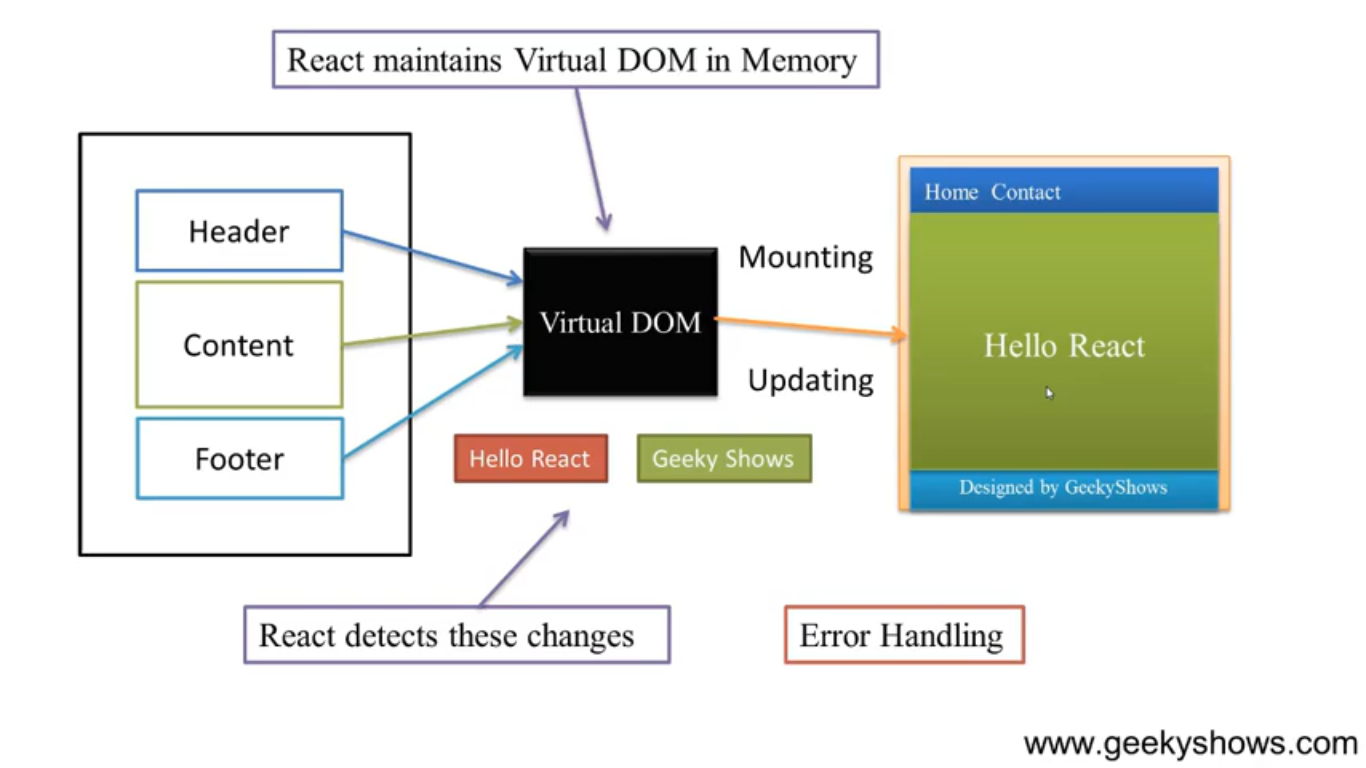 React maintains Virtual DOM in Memory
Header
Content
Footer
Virtual DOM
Mounting
Updating
Home Contact
Hello React
Designed by GeekyShows
Hello React
Geeky Shows
React detects these changes
Error Handling
www.geekyshows.com